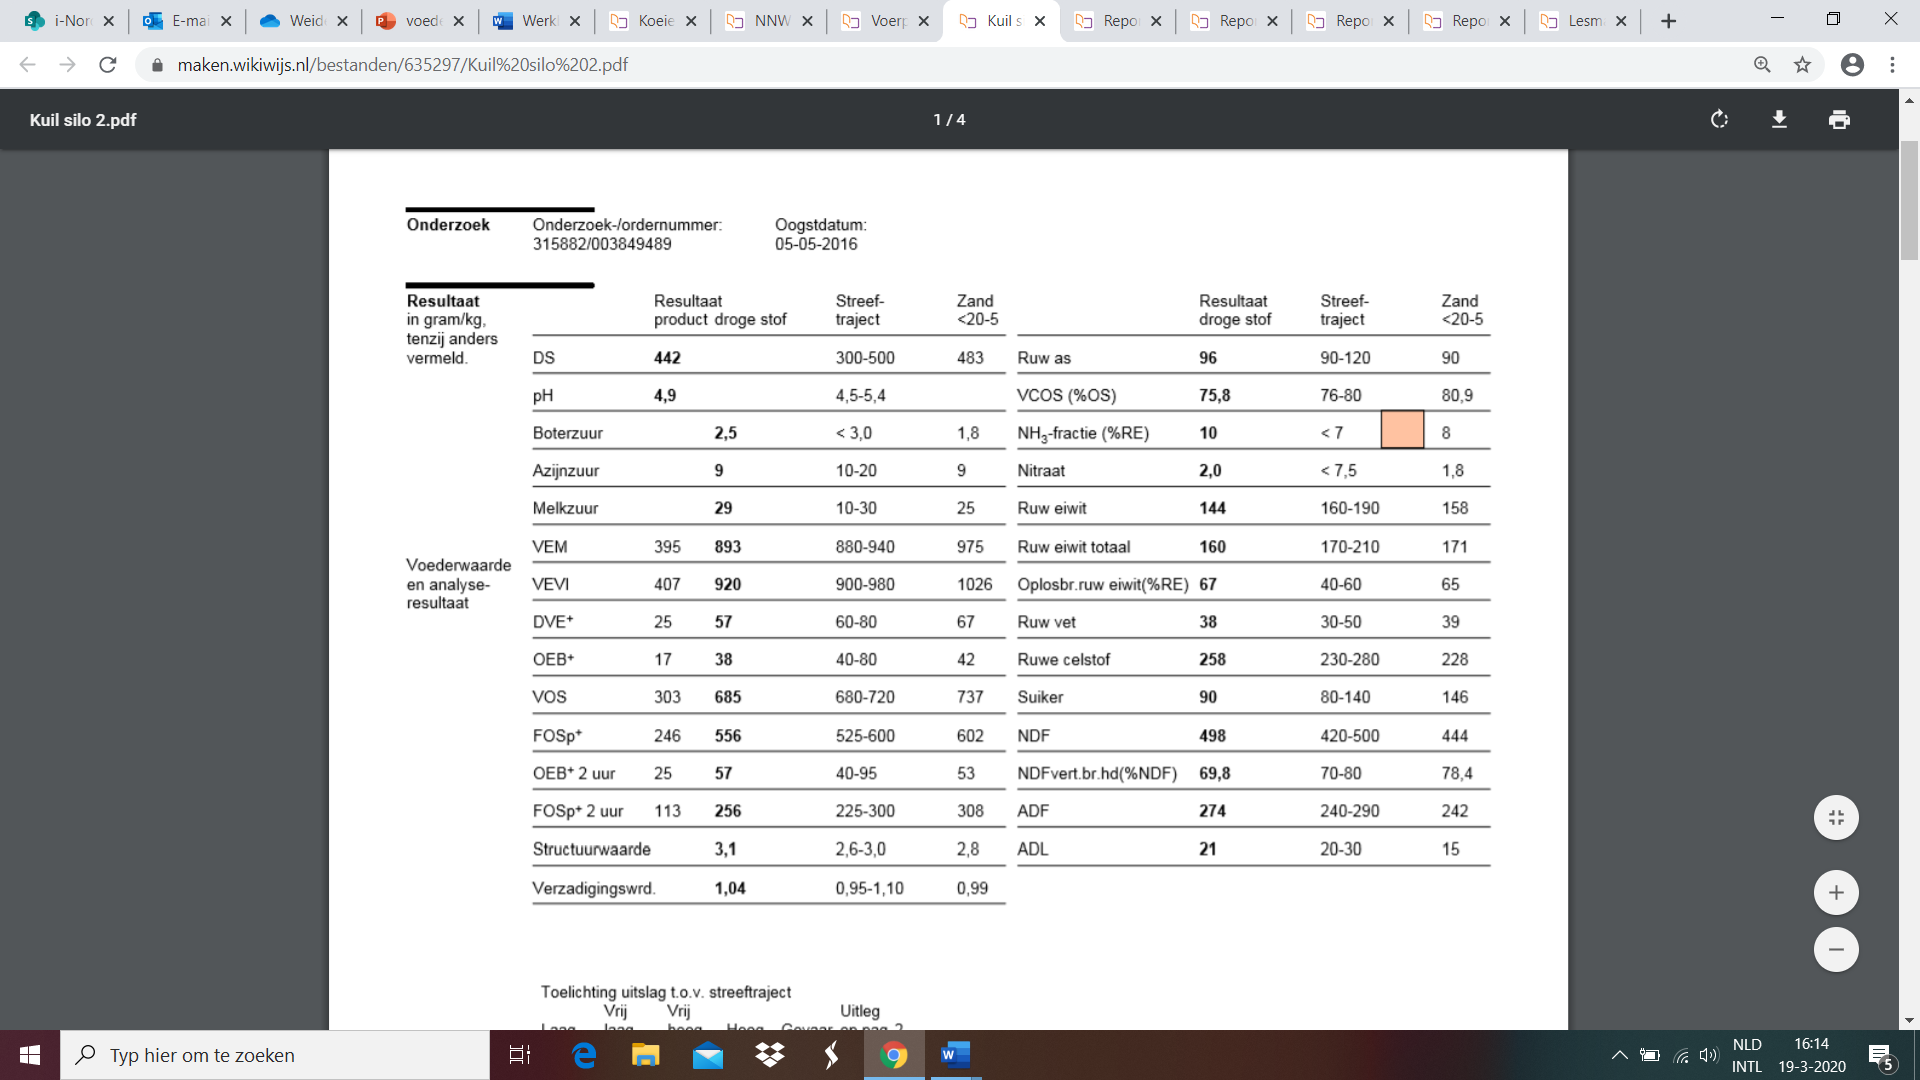 i-Nor
E-mai
Weid
voed
Werkl
Koeie
NNW
Voerp
Kuil s
Repo
Repo
Repo
Repo
Lesm
maken.wikiwijs.nl/bestanden/635297/Kuil%20silo%202.pdf
Kuil silo 2.pdf
1 / 4
Onderzoek Onderzoek-/ordernummer: Oogstdatum:
315882/003849489 05-05-2016
Resultaat Resultaat Streef- Zand Resultaat Streef- Zand
in gram/kg, product droge stof traject <20-5 droge stof traject <20-5
tenzij anders
vermeld. DS 442 300-500 483 Ruw as 96 90-120 90
pH 4,9 4,5-5,4 VCOS (%OS) 75,8 76-80 80,9
Boterzuur 2,5 < 3,0 1,8 NH3-fractie (%RE) 10 < 7 8
Azijnzuur 9 10-20 9 Nitraat 2,0 < 7,5 1,8
Melkzuur 29 10-30 25 Ruw eiwit 144 160-190 158
VEM 395 893 880-940 975 Ruw eiwit totaal 160 170-210 171
Voederwaarde
en analyse- VEVI 407 920 900-980 1026 Oplosbr.ruw eiwit(%RE) 67 40-60 65
resultaat
DVE+ 25 57 60-80 67 Ruw vet 38 30-50 39
OEB+ 17 38 40-80 42 Ruwe celstof 258 230-280 228
VOS 303 685 680-720 737 Suiker 90 80-140 146
FOSp+ 246 556 525-600 602 NDF 498 420-500 444
OEB+ 2 uur 25 57 40-95 53 NDFvert.br.hd(%NDF) 69,8 70-80 78,4
FOSp+ 2 uur 113 256 225-300 308 ADF 274 240-290 242
Structuurwaarde 3,1 2,6-3,0 2,8 ADL 21 20-30 15
Verzadigingswrd. 1,04 0,95-1,10 0,99
Toelichting uitslag t.o.v. streeftraject
Vrij Vrij Uitleg
Laag laag hoog Hoog Gevaar op pag. 2
Typ hier om te zoeken
NLD 16:14
INTL 19-3-2020 5